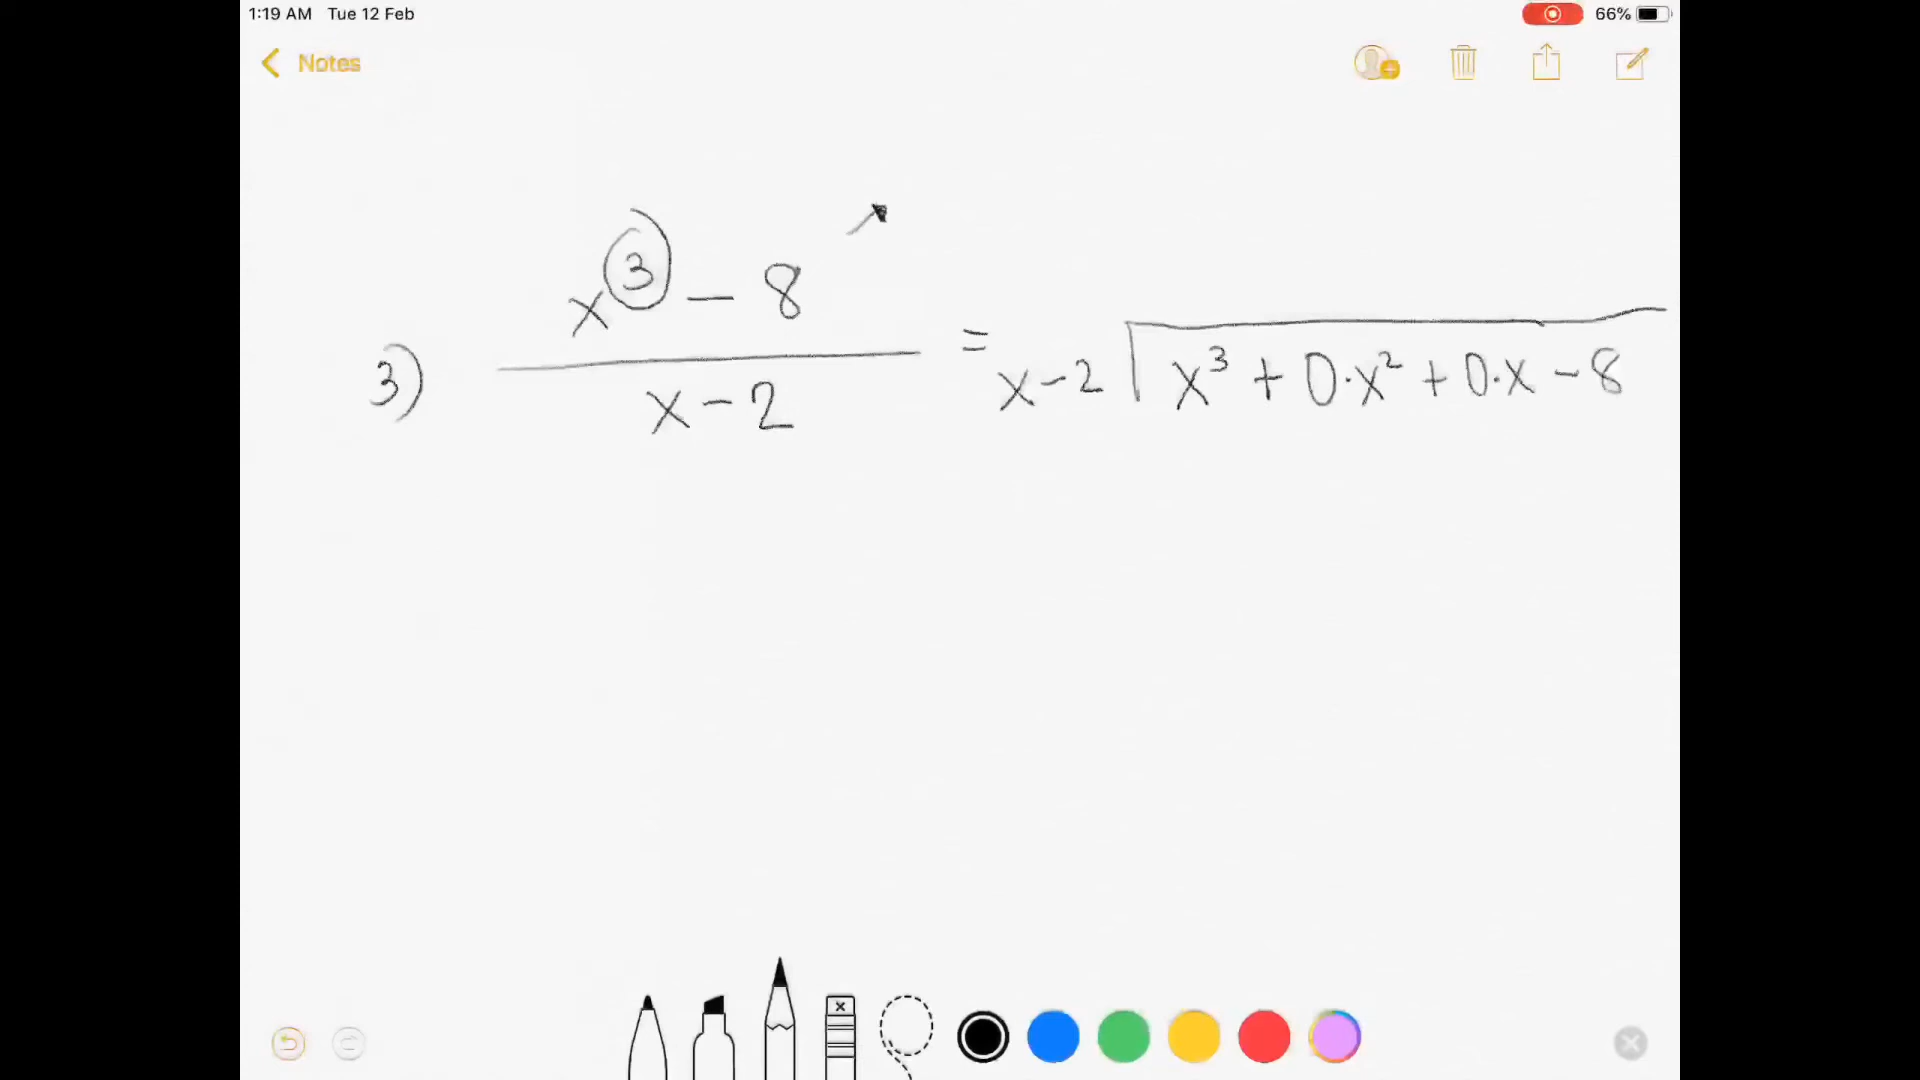 1:19 AM Tue 12 Feb 66%
Notes
3) x³ - 8 / x - 2 = x - 2 ⟌ x³ + 0·x² + 0·x - 8